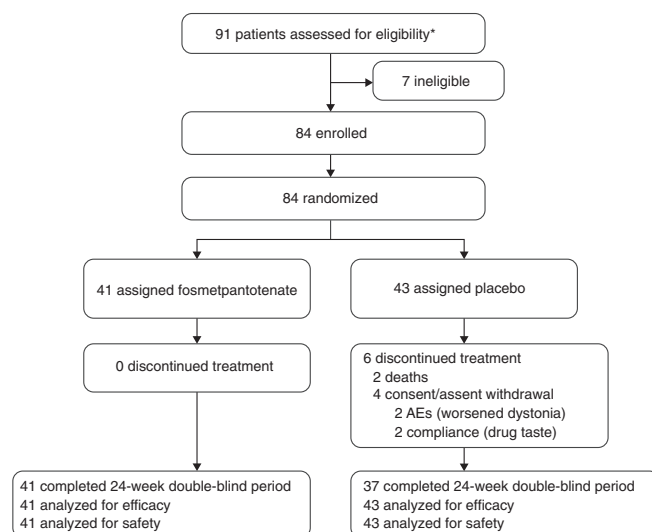 91 patients assessed for eligibility*
7 ineligible
84 enrolled
84 randomized
41 assigned fosmetpantotenate
43 assigned placebo
0 discontinued treatment
6 discontinued treatment
2 deaths
4 consent/assent withdrawal
2 AEs (worsened dystonia)
2 compliance (drug taste)
41 completed 24-week double-blind period
41 analyzed for efficacy
41 analyzed for safety
37 completed 24-week double-blind period
43 analyzed for efficacy
43 analyzed for safety